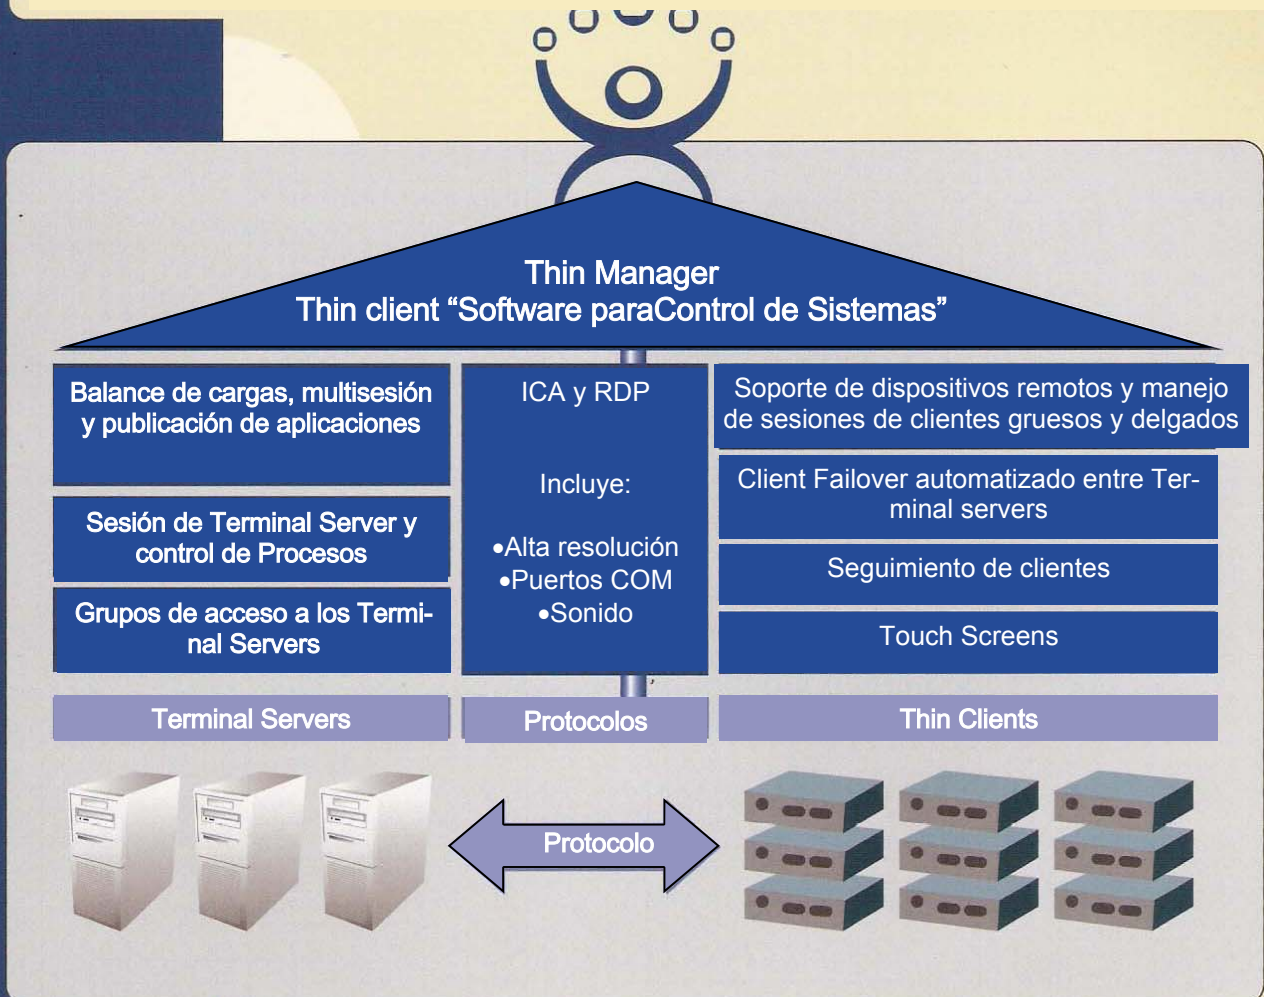 Thin Manager
Thin client “Software paraControl de Sistemas”
Balance de cargas, multisesión
y publicación de aplicaciones
Sesión de Terminal Server y
control de Procesos
Grupos de acceso a los Termi-
nal Servers
Terminal Servers
ICA y RDP
Incluye:
•Alta resolución
•Puertos COM
•Sonido
Protocolos
Soporte de dispositivos remotos y manejo
de sesiones de clientes gruesos y delgados
Client Failover automatizado entre Ter-
minal servers
Seguimiento de clientes
Touch Screens
Thin Clients
Protocolo